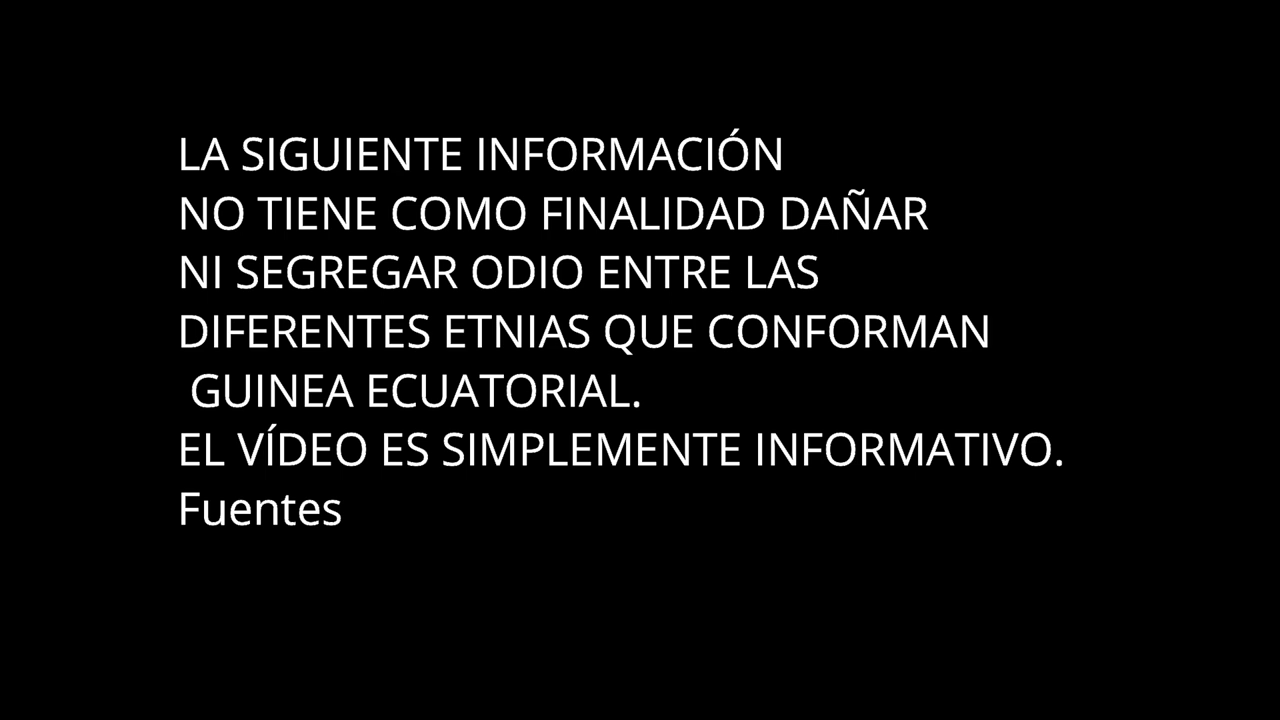 LA SIGUIENTE INFORMACIÓN
NO TIENE COMO FINALIDAD DAÑAR
NI SEGREGAR ODIO ENTRE LAS
DIFERENTES ETNIAS QUE CONFORMAN
GUINEA ECUATORIAL.
EL VÍDEO ES SIMPLEMENTE INFORMATIVO.
Fuentes